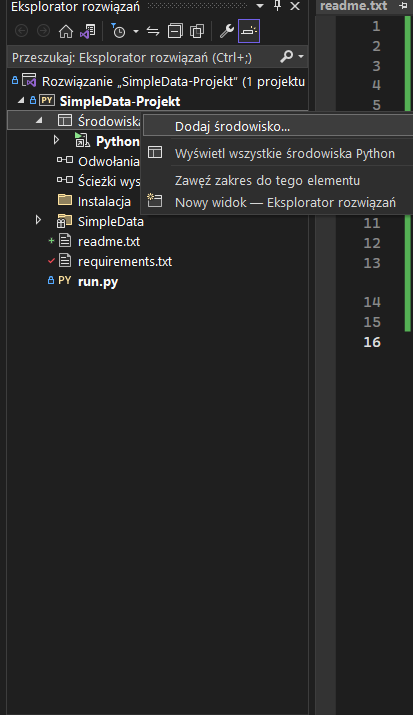 Eksplorator rozwiązań
readme.txt
Przeszukaj: Eksplorator rozwiązań (Ctrl+;)
Rozwiązanie „SimpleData-Projekt" (1 projektu
PY SimpleData-Projekt
Środowiska
Dodaj środowisko...
Python
Wyświetl wszystkie środowiska Python
Odwołania
Ścieżki wys
Zawęź zakres do tego elementu
Instalacja
Nowy widok — Eksplorator rozwiązań
SimpleData
readme.txt
requirements.txt
PY run.py
1
2
3
4
5
11
12
13
14
15
16